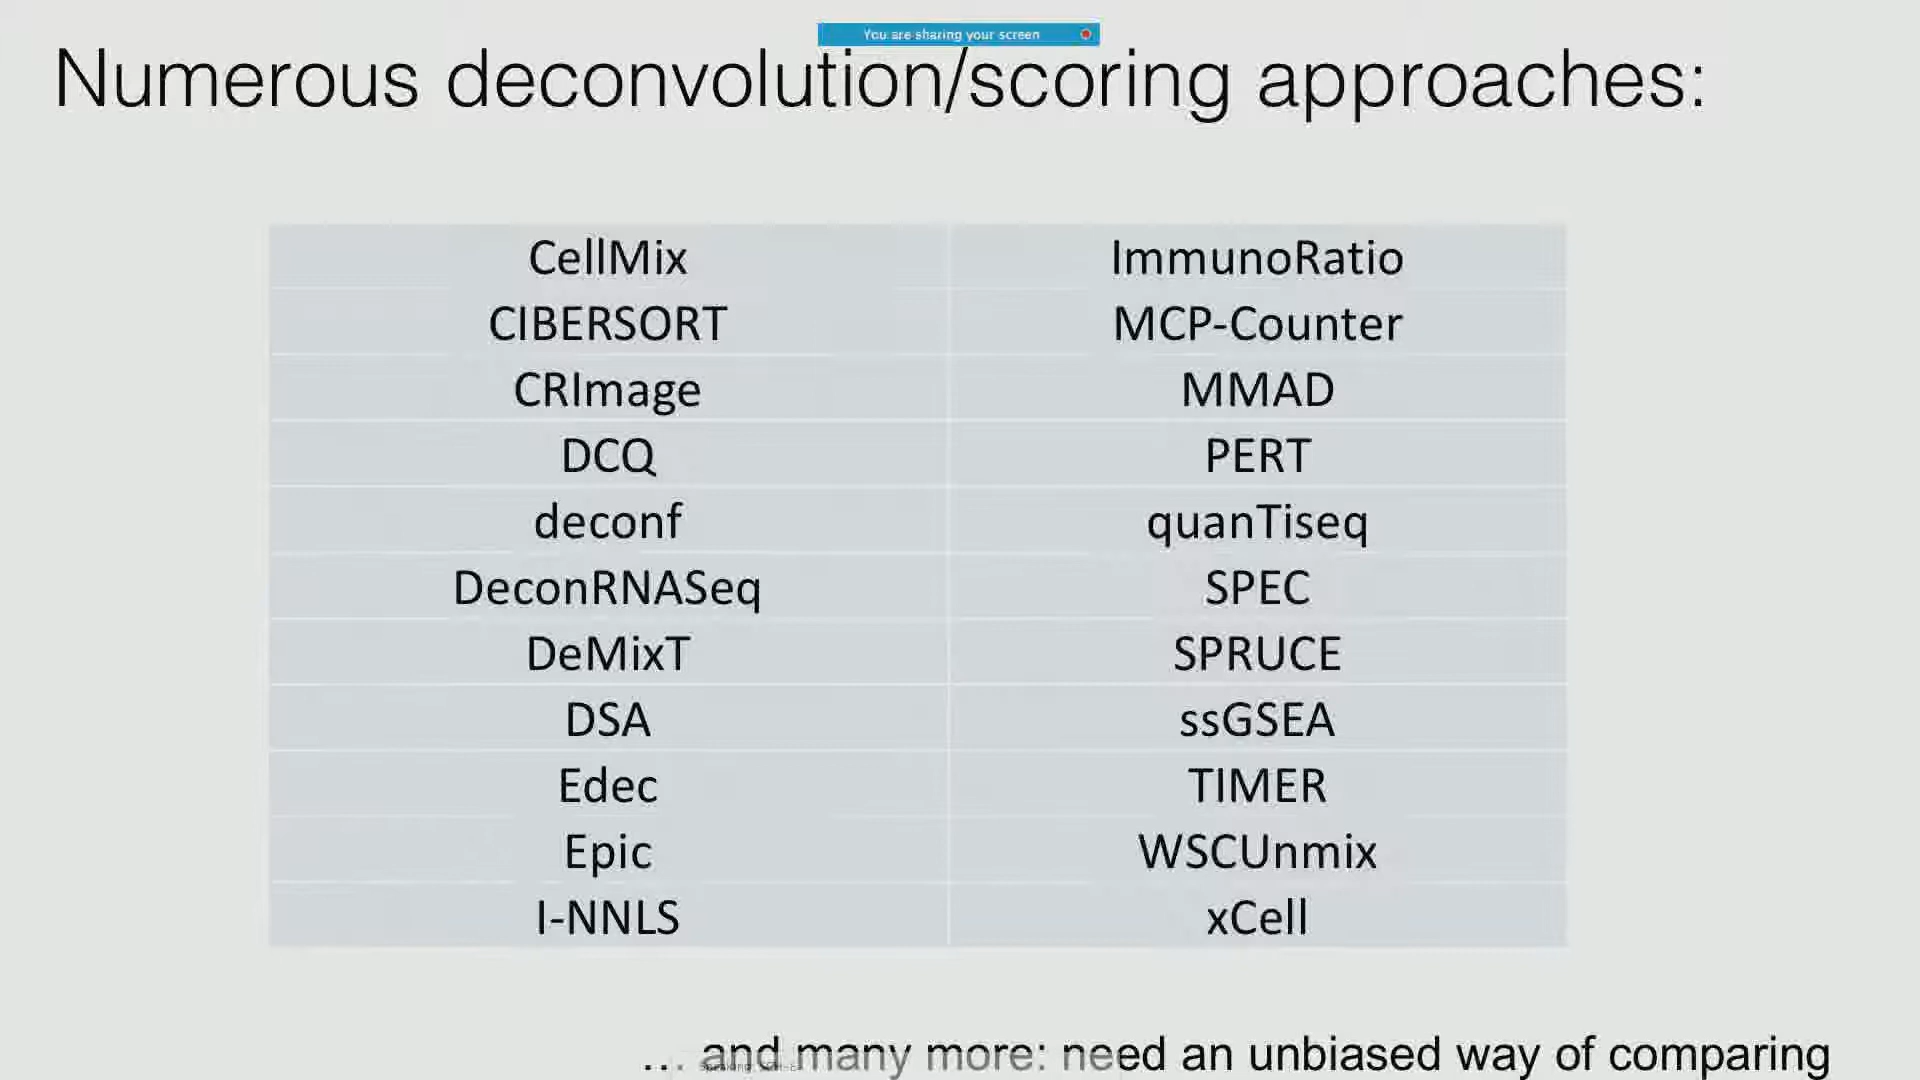 You are sharing your screen
Numerous deconvolution/scoring approaches:
CellMix ImmunoRatio
CIBERSORT MCP-Counter
CRImage MMAD
DCQ PERT
deconf quanTiseq
DeconRNASeq SPEC
DeMixT SPRUCE
DSA ssGSEA
Edec TIMER
Epic WSCUnmix
I-NNLS xCell
... and many more: need an unbiased way of comparing